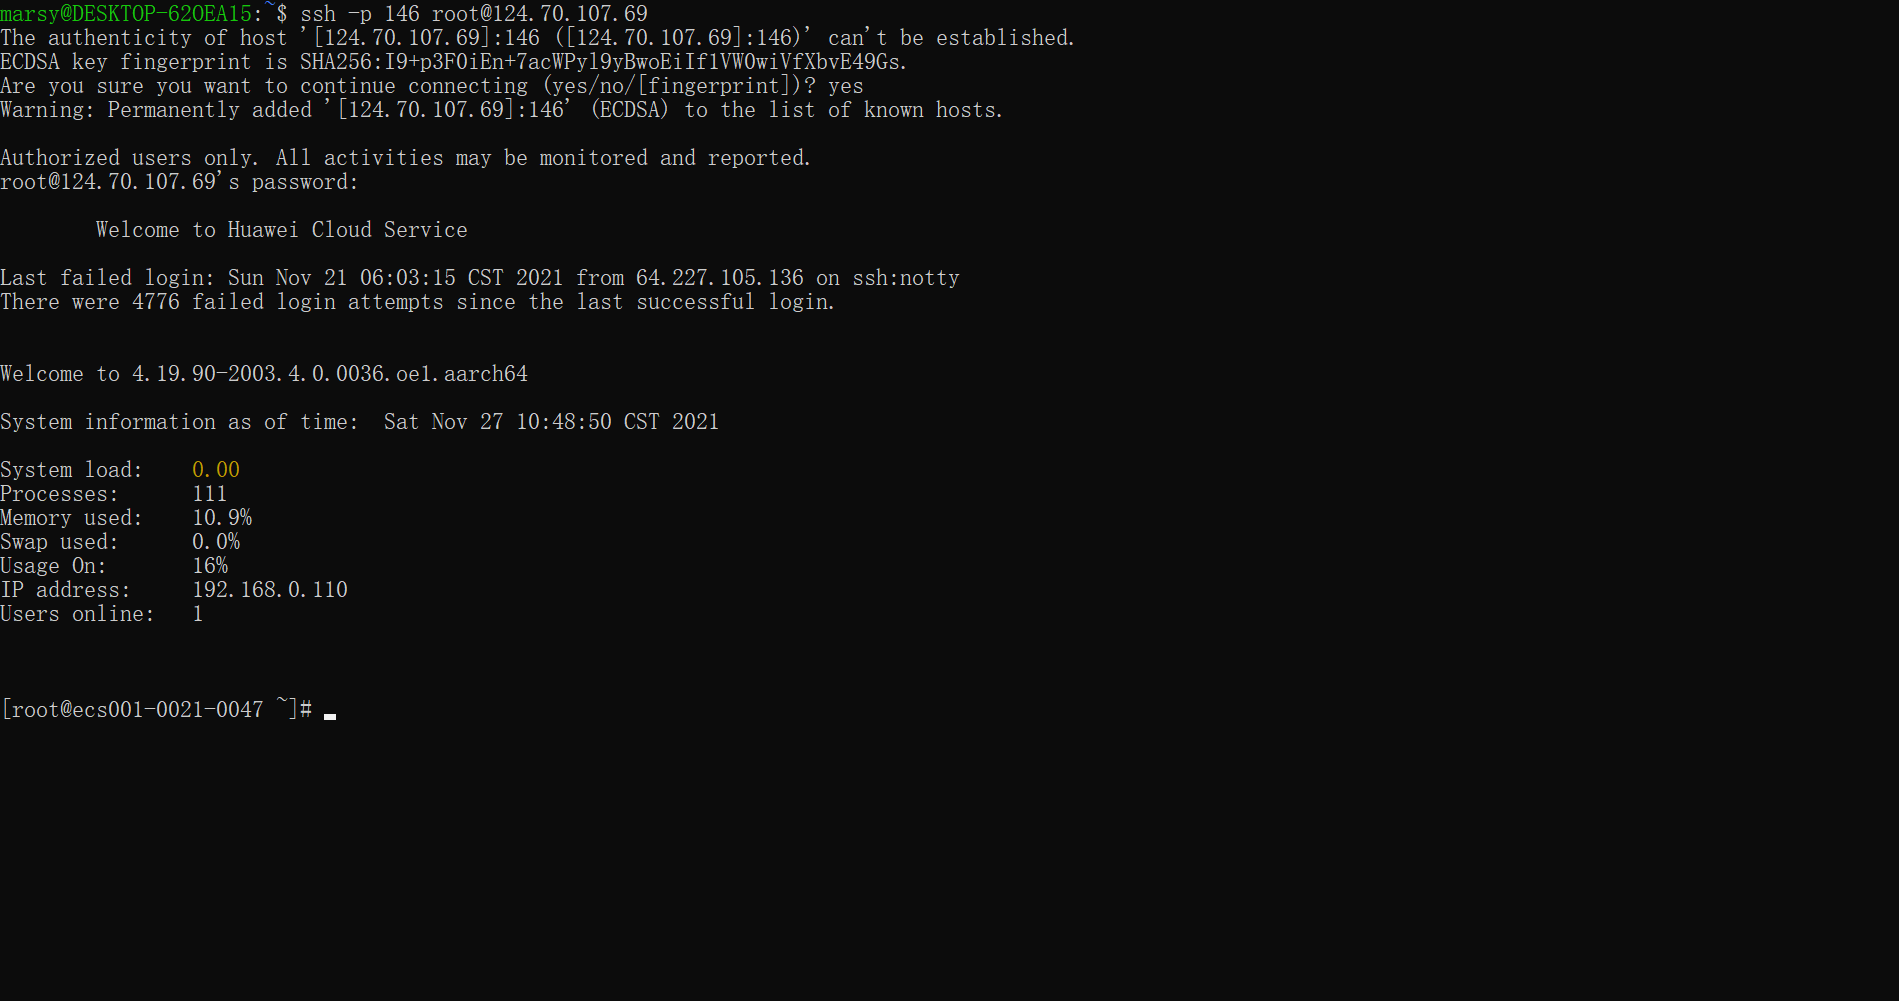 marsy@DESKTOP-62OEA15:~$ ssh -p 146 root@124.70.107.69
The authenticity of host '[124.70.107.69]:146 ([124.70.107.69]:146)' can't be established.
ECDSA key fingerprint is SHA256:I9+p3F0iEn+7acWPyl9yBwoEiIf1VW0wiVfXbvE49Gs.
Are you sure you want to continue connecting (yes/no/[fingerprint])? yes
Warning: Permanently added '[124.70.107.69]:146' (ECDSA) to the list of known hosts.
Authorized users only. All activities may be monitored and reported.
root@124.70.107.69's password:
Welcome to Huawei Cloud Service
Last failed login: Sun Nov 21 06:03:15 CST 2021 from 64.227.105.136 on ssh:notty
There were 4776 failed login attempts since the last successful login.
Welcome to 4.19.90-2003.4.0.0036.oe1.aarch64
System information as of time:  Sat Nov 27 10:48:50 CST 2021
System load:    0.00
Processes:      111
Memory used:    10.9%
Swap used:      0.0%
Usage On:       16%
IP address:     192.168.0.110
Users online:   1
[root@ecs001-0021-0047 ~]#